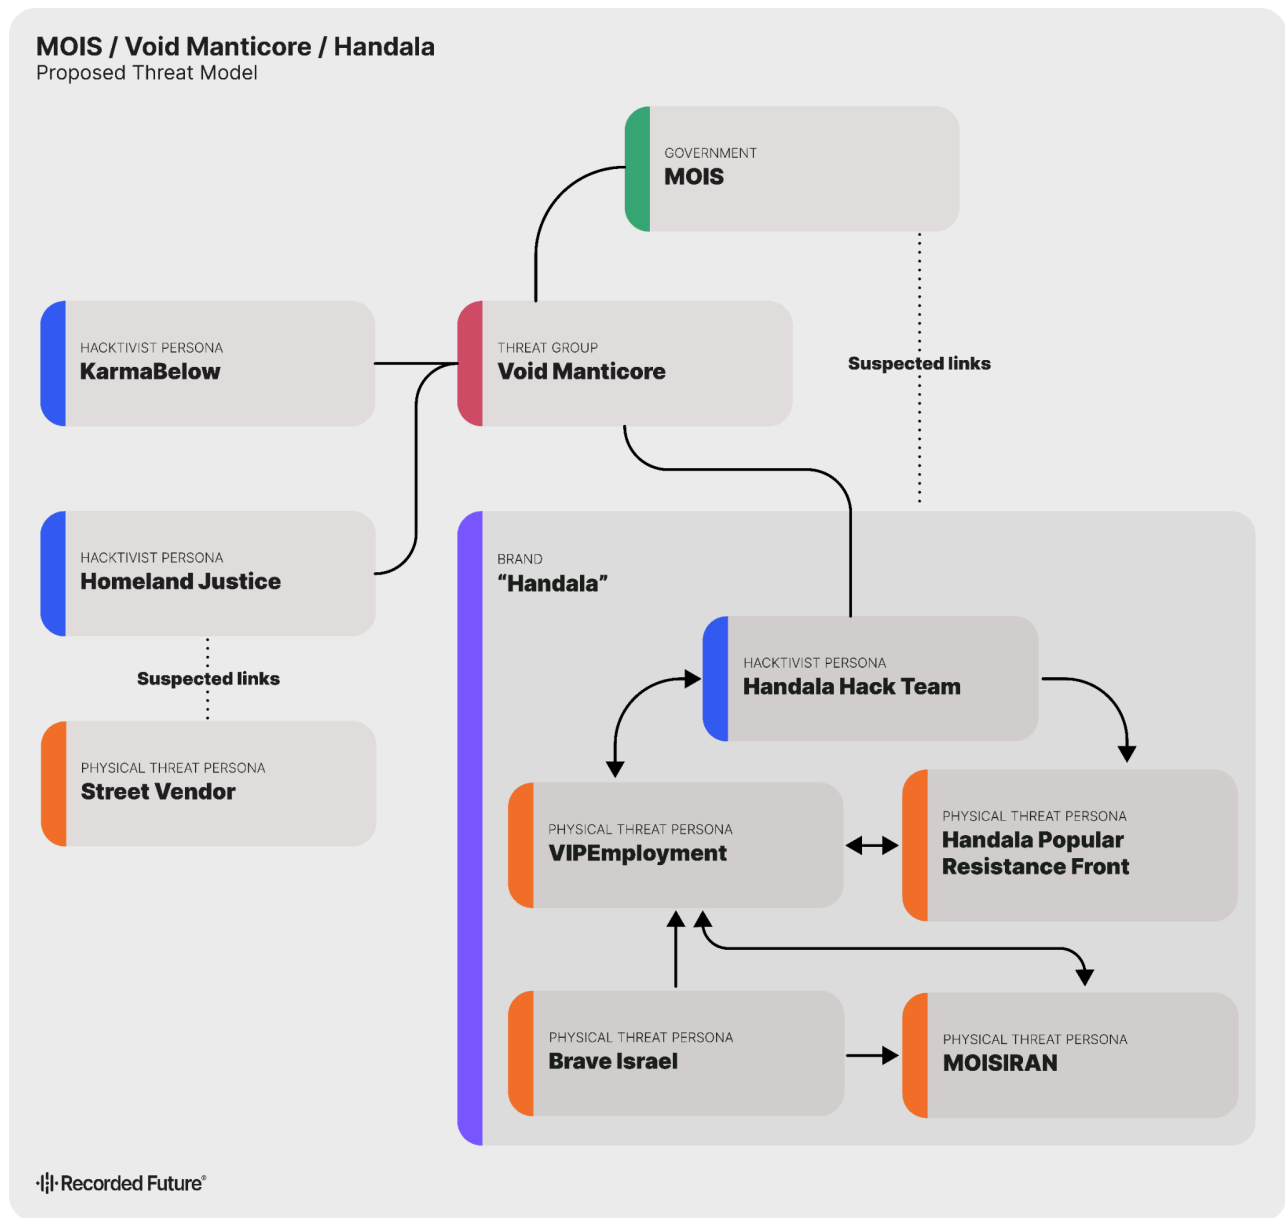 MOIS / Void Manticore / Handala
Proposed Threat Model
GOVERNMENT
MOIS
HACKTIVIST PERSONA
KarmaBelow
THREAT GROUP
Void Manticore
Suspected links
HACKTIVIST PERSONA
Homeland Justice
BRAND
“Handala”
Suspected links
HACKTIVIST PERSONA
Handala Hack Team
PHYSICAL THREAT PERSONA
Street Vendor
PHYSICAL THREAT PERSONA
VIPEmployment
PHYSICAL THREAT PERSONA
Handala Popular
Resistance Front
PHYSICAL THREAT PERSONA
Brave Israel
PHYSICAL THREAT PERSONA
MOISIRAN
Recorded Future®